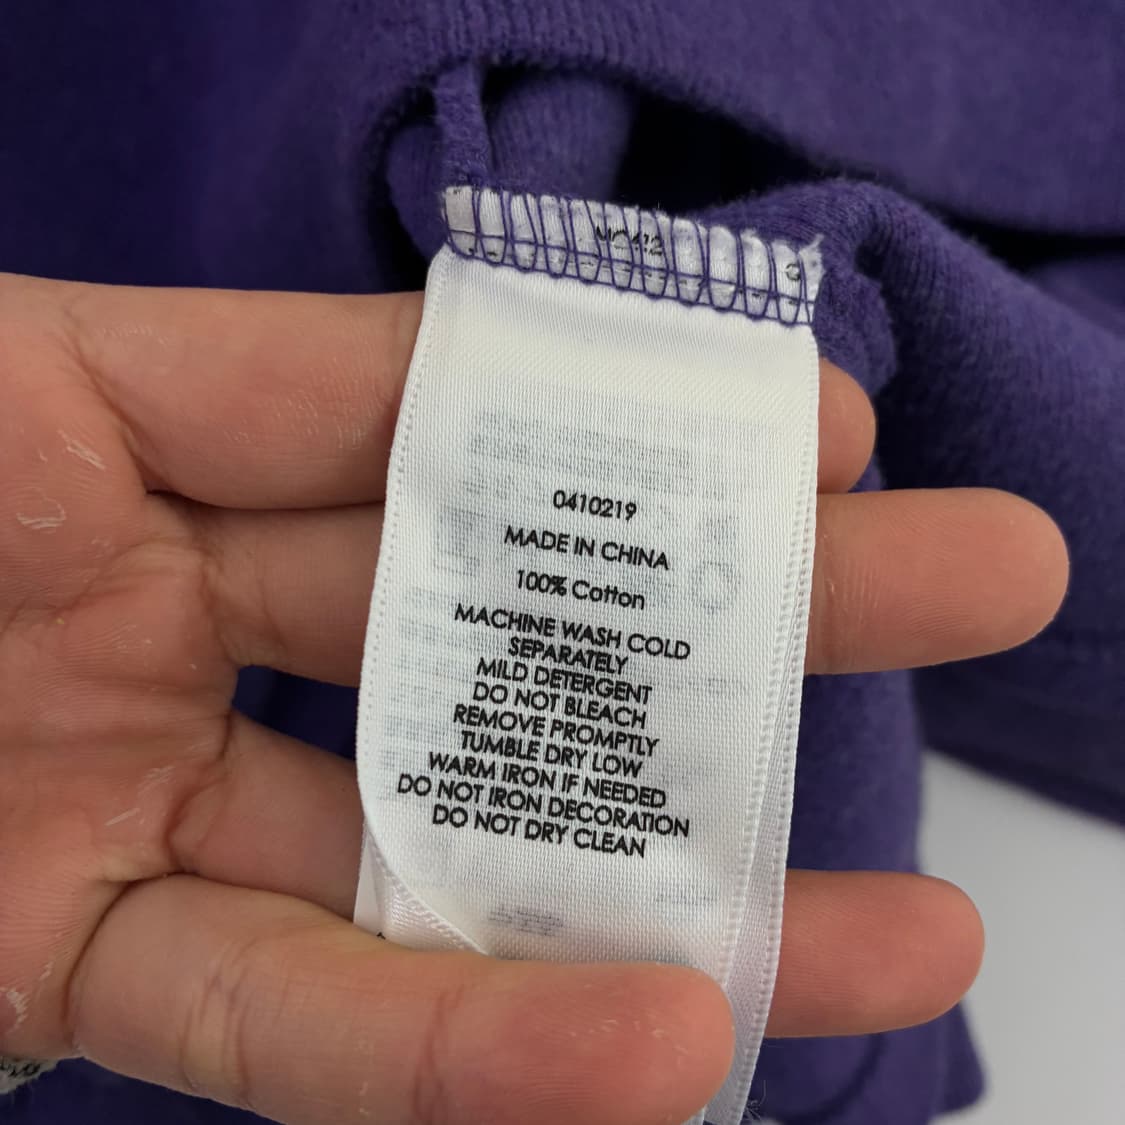 0410219
MADE IN CHINA
100% Cotton
MACHINE WASH COLD
SEPARATELY
MILD DETERGENT
DO NOT BLEACH
REMOVE PROMPTLY
TUMBLE DRY LOW
WARM IRON IF NEEDED
DO NOT IRON DECORATION
DO NOT DRY CLEAN